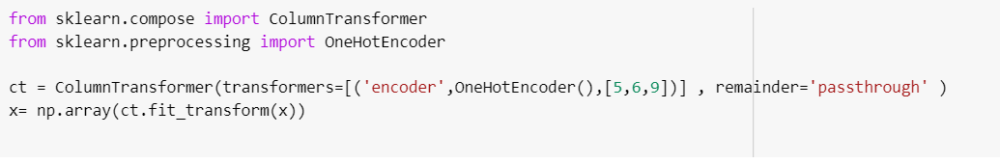 from sklearn.compose import ColumnTransformer
from sklearn.preprocessing import OneHotEncoder
ct = ColumnTransformer(transformers=[('encoder',OneHotEncoder(),[5,6,9])] , remainder='passthrough' )
x= np.array(ct.fit_transform(x))